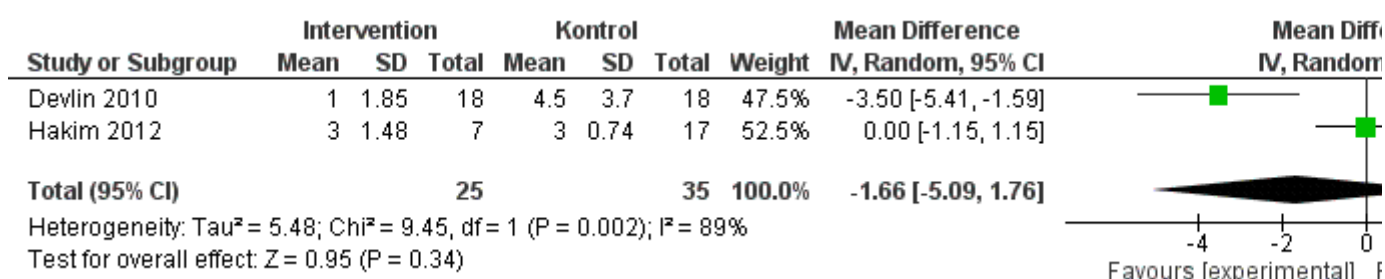 Intervention Kontrol Mean Difference Mean Diff
Study or Subgroup Mean SD Total Mean SD Total Weight IV, Random, 95% CI IV, Random
Devlin 2010 1 1.85 18 4.5 3.7 18 47.5% -3.50 [-5.41, -1.59]
Hakim 2012 3 1.48 7 3 0.74 17 52.5% 0.00 [-1.15, 1.15]
Total (95% CI) 25 35 100.0% -1.66 [-5.09, 1.76]
Heterogeneity: Tau² = 5.48; Chi² = 9.45, df = 1 (P = 0.002); I² = 89%
Test for overall effect: Z = 0.95 (P = 0.34)
-4 -2 0
Favours [experimental]